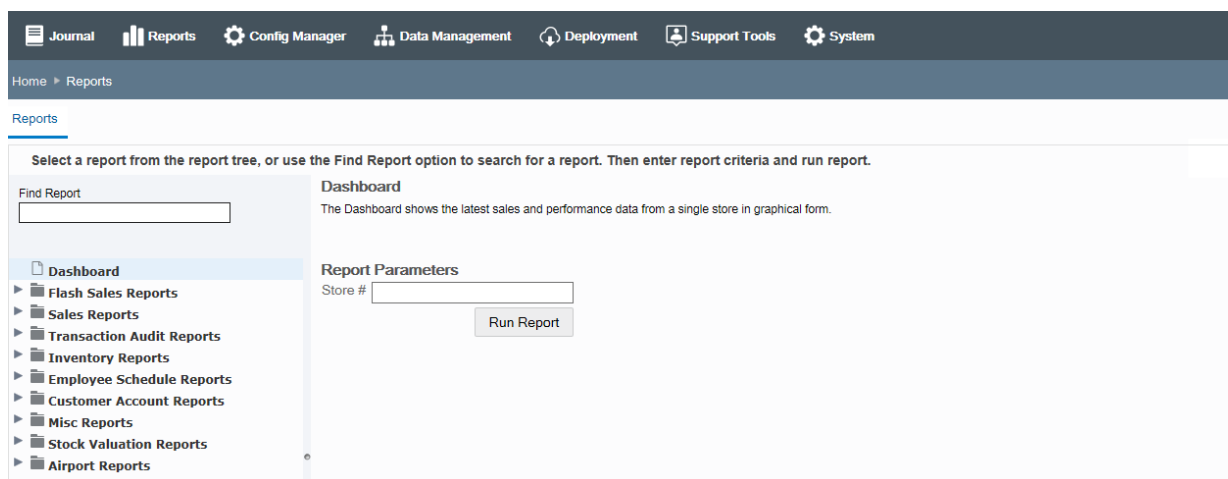 Journal Reports Config Manager Data Management Deployment Support Tools System
Home Reports
Reports
Select a report from the report tree, or use the Find Report option to search for a report. Then enter report criteria and run report.
Find Report
Dashboard
Flash Sales Reports
Sales Reports
Transaction Audit Reports
Inventory Reports
Employee Schedule Reports
Customer Account Reports
Misc Reports
Stock Valuation Reports
Airport Reports
Dashboard
The Dashboard shows the latest sales and performance data from a single store in graphical form.
Report Parameters
Store #
Run Report